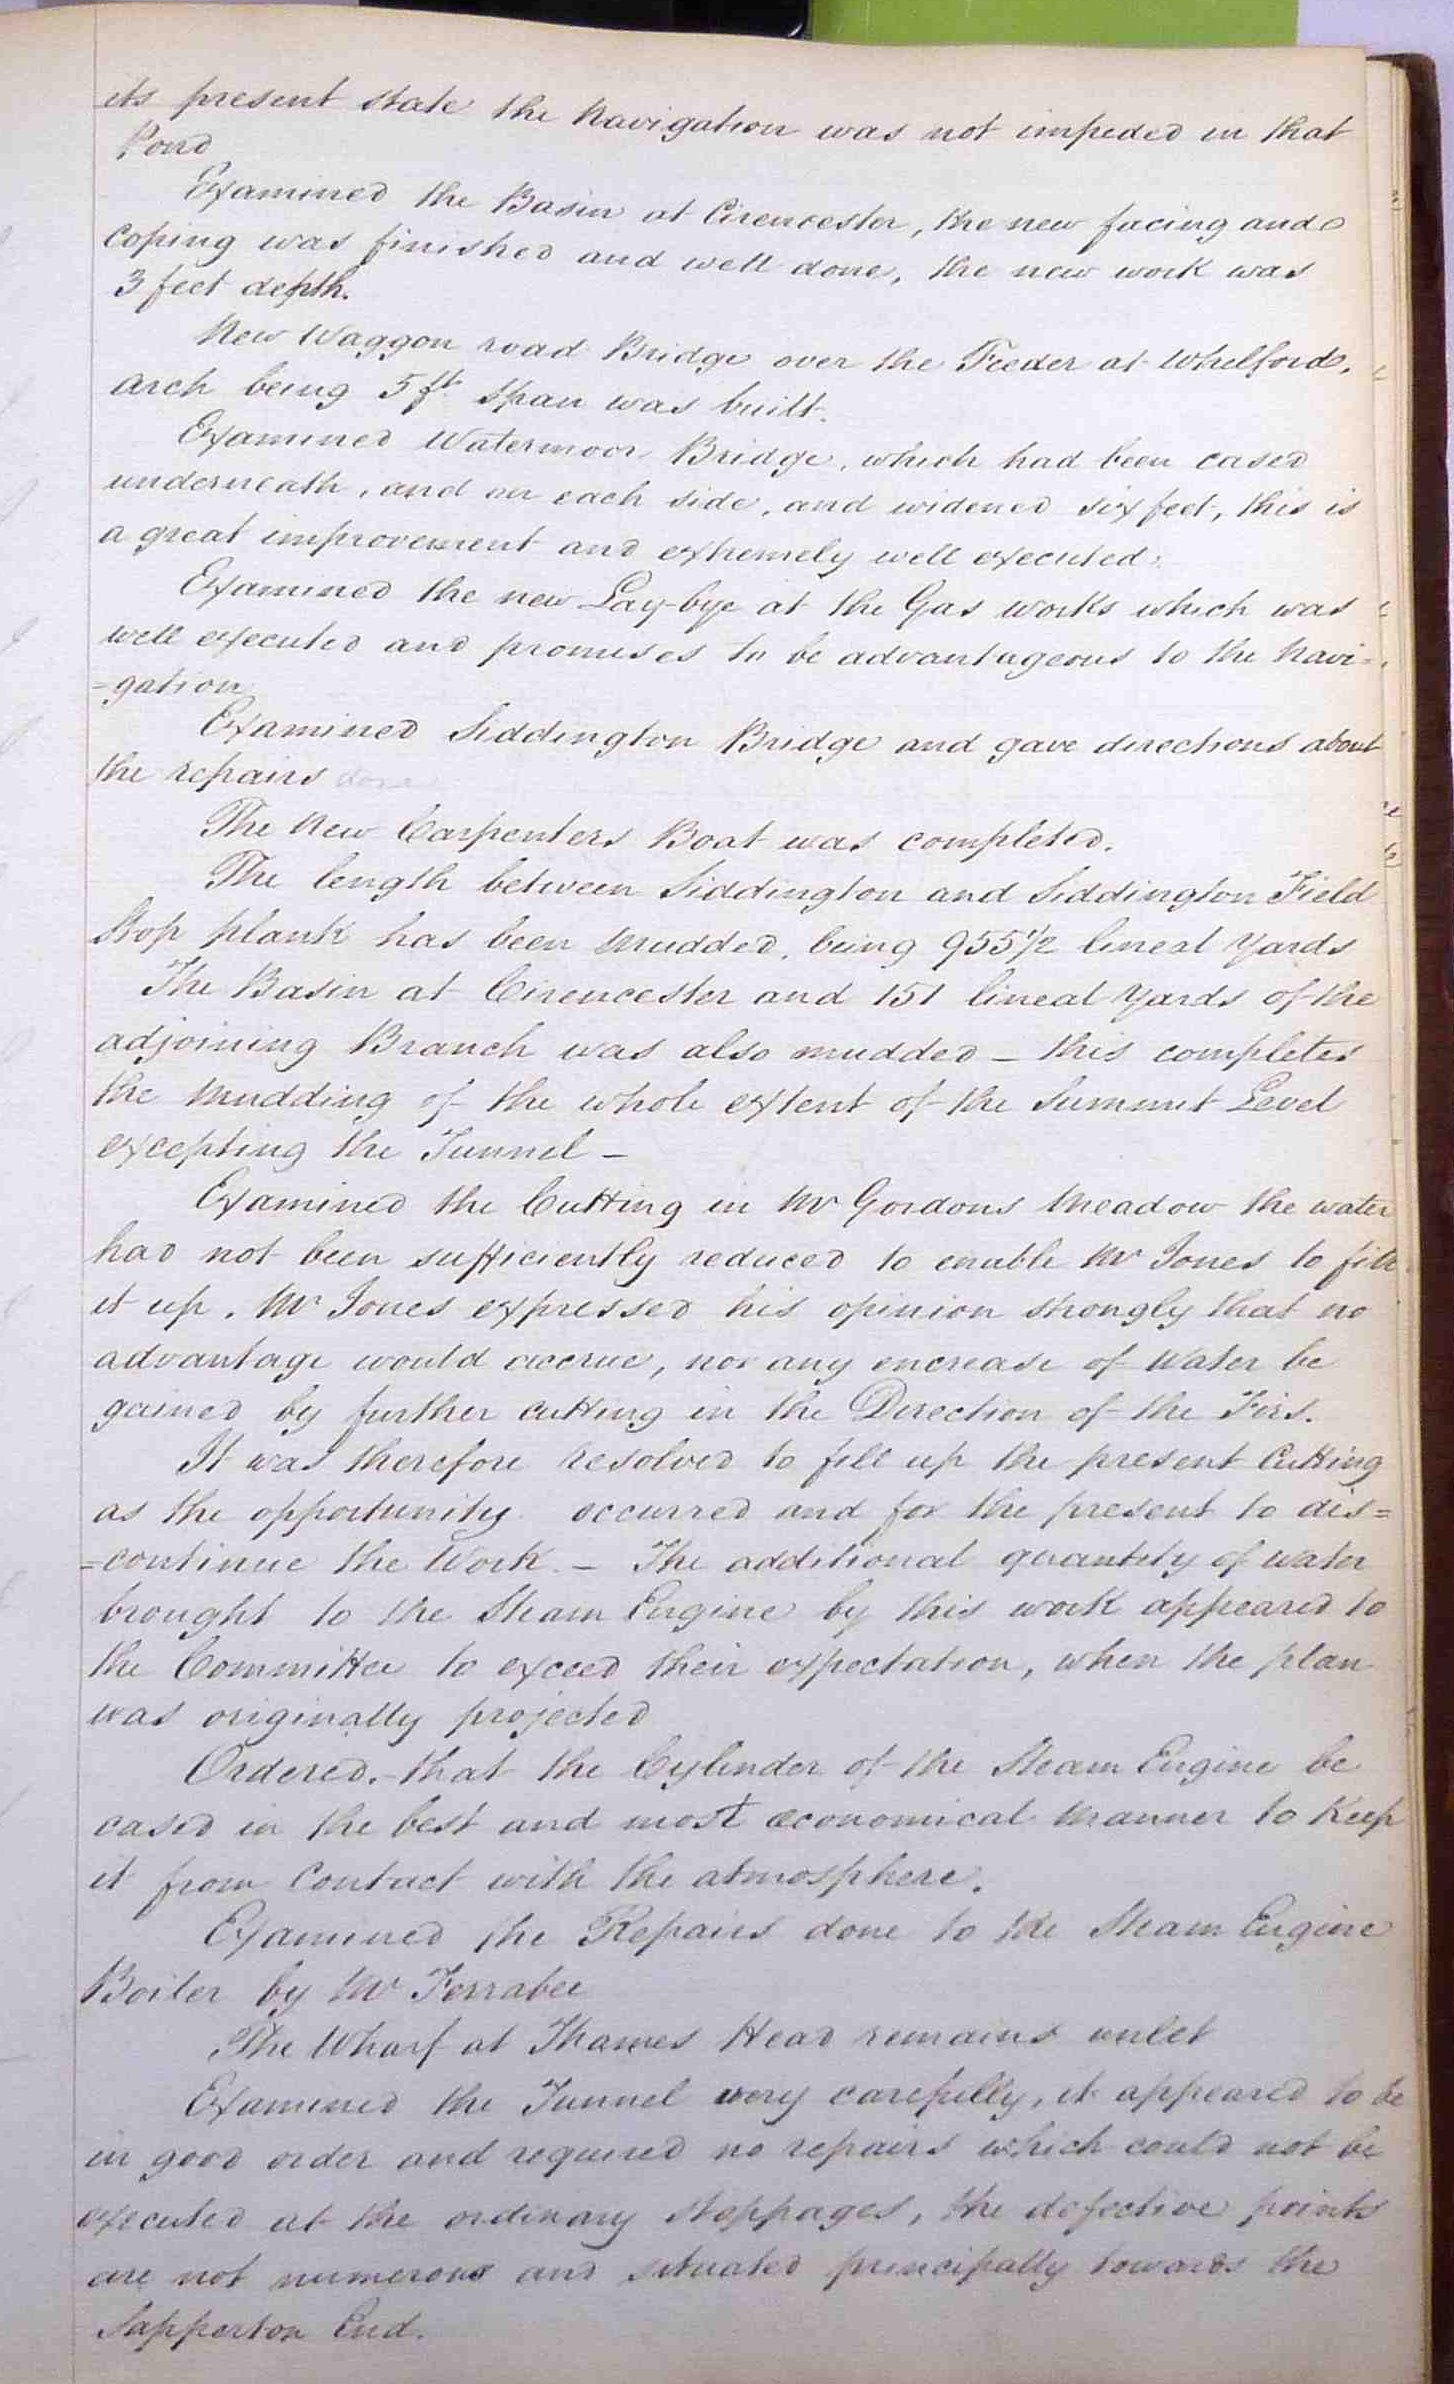 its present state the Navigation was not impeded in that
Pond
Examined the Basin at Cirencester, the new facing and
Coping was finished and well done, the new work was
3 feet depth.
New Waggon road Bridge over the Feeder at Whelford,
arch being 5 ft. Span was built.
Examined Watermoor Bridge, which had been cased
underneath, and on each side, and widened six feet, this is
a great improvement and extremely well executed.
Examined the new Lay-bye at the Gas works which was
well executed and promises to be advantageous to the Navi=
=gation
Examined Siddington Bridge and gave directions about
the repairs done
The New Carpenters Boat was completed.
The length between Siddington and Siddington Field
Stop plank has been Mudded, being 955 1/2 lineal Yards
The Basin at Cirencester and 151 lineal Yards of the
adjoining Branch was also mudded – this completes
the Mudding of the whole extent of the Summit Level
excepting the Tunnel –
Examined the Cutting in Mr Gordons Meadow the water
had not been sufficiently reduced to enable Mr Jones to fill
it up. Mr Jones expressed his opinion strongly that no
advantage would accrue, nor any increase of Water be
gained by further cutting in the Direction of the Firs.
It was therefore resolved to fill up the present Cutting
as the opportunity occurred and for the present to dis=
=continue the Work. – The additional quantity of water
brought to the Steam Engine by this work appeared to
the Committee to exceed their expectation, when the plan
was originally projected
Ordered. – that the Cylinder of the Steam Engine be
cased in the best and most œconomical Manner to Keep
it from Contact with the atmosphere.
Examined the Repairs done to the Steam Engine
Boiler by Mr Ferrabee
The Wharf at Thames Head remains unlet
Examined the Tunnel very carefully, it appeared to be
in good order and required no repairs which could not be
executed at the ordinary stoppages, the defective points
are not numerous and situated principally towards the
Sapperton End.